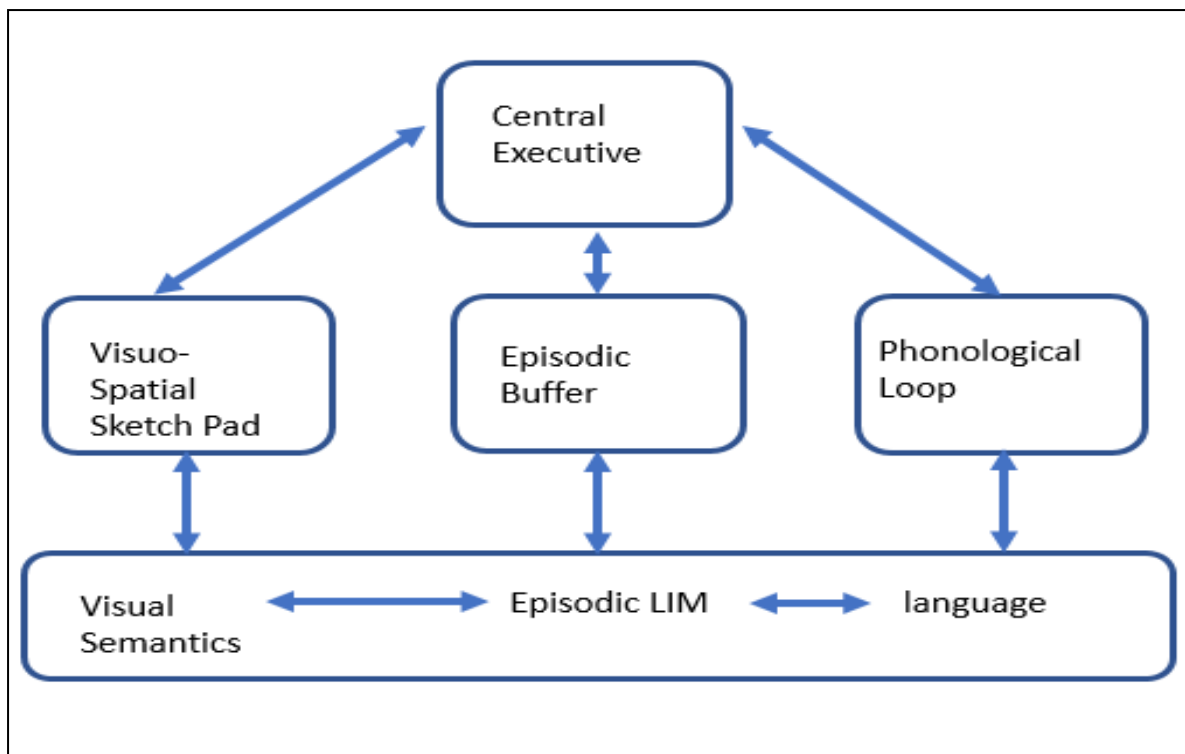 Central
Executive
Visuo-
Spatial
Sketch Pad
Episodic
Buffer
Phonological
Loop
Visual
Semantics
Episodic LIM
language